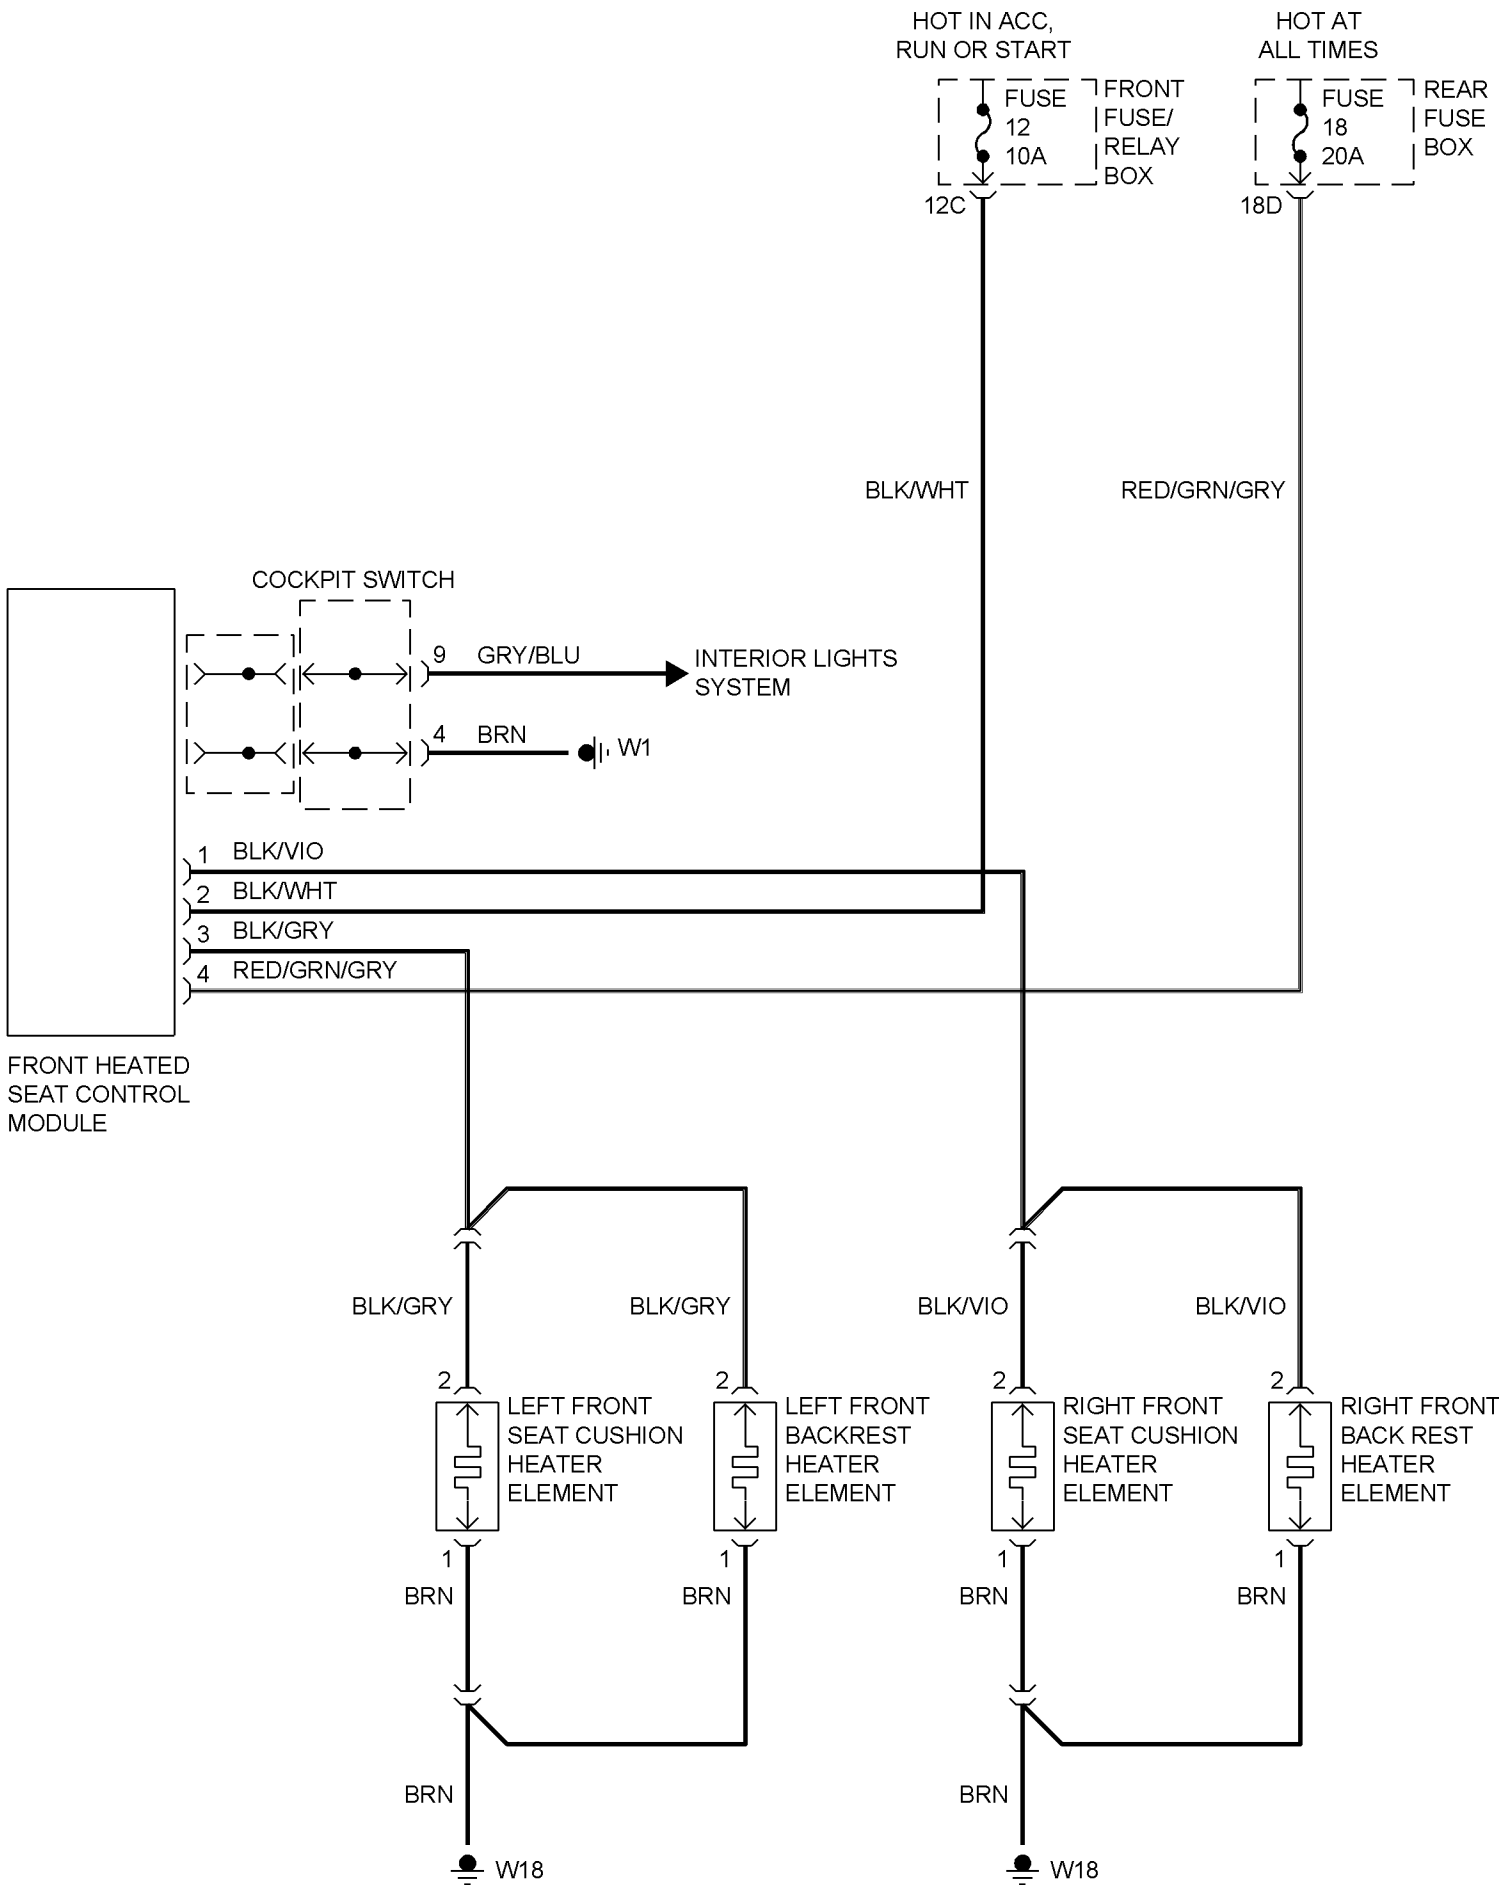 HOT IN ACC,
RUN OR START
HOT AT
ALL TIMES
FUSE
12
10A
FRONT
FUSE/
RELAY
BOX
FUSE
18
20A
REAR
FUSE
BOX
12C
18D
BLK/WHT
RED/GRN/GRY
COCKPIT SWITCH
9
GRY/BLU
INTERIOR LIGHTS
SYSTEM
4
BRN
W1
1
BLK/VIO
2
BLK/WHT
3
BLK/GRY
4
RED/GRN/GRY
FRONT HEATED
SEAT CONTROL
MODULE
BLK/GRY
BLK/GRY
BLK/VIO
BLK/VIO
2
LEFT FRONT
SEAT CUSHION
HEATER
ELEMENT
2
LEFT FRONT
BACKREST
HEATER
ELEMENT
2
RIGHT FRONT
SEAT CUSHION
HEATER
ELEMENT
2
RIGHT FRONT
BACK REST
HEATER
ELEMENT
1
1
1
1
BRN
BRN
BRN
BRN
BRN
BRN
W18
W18